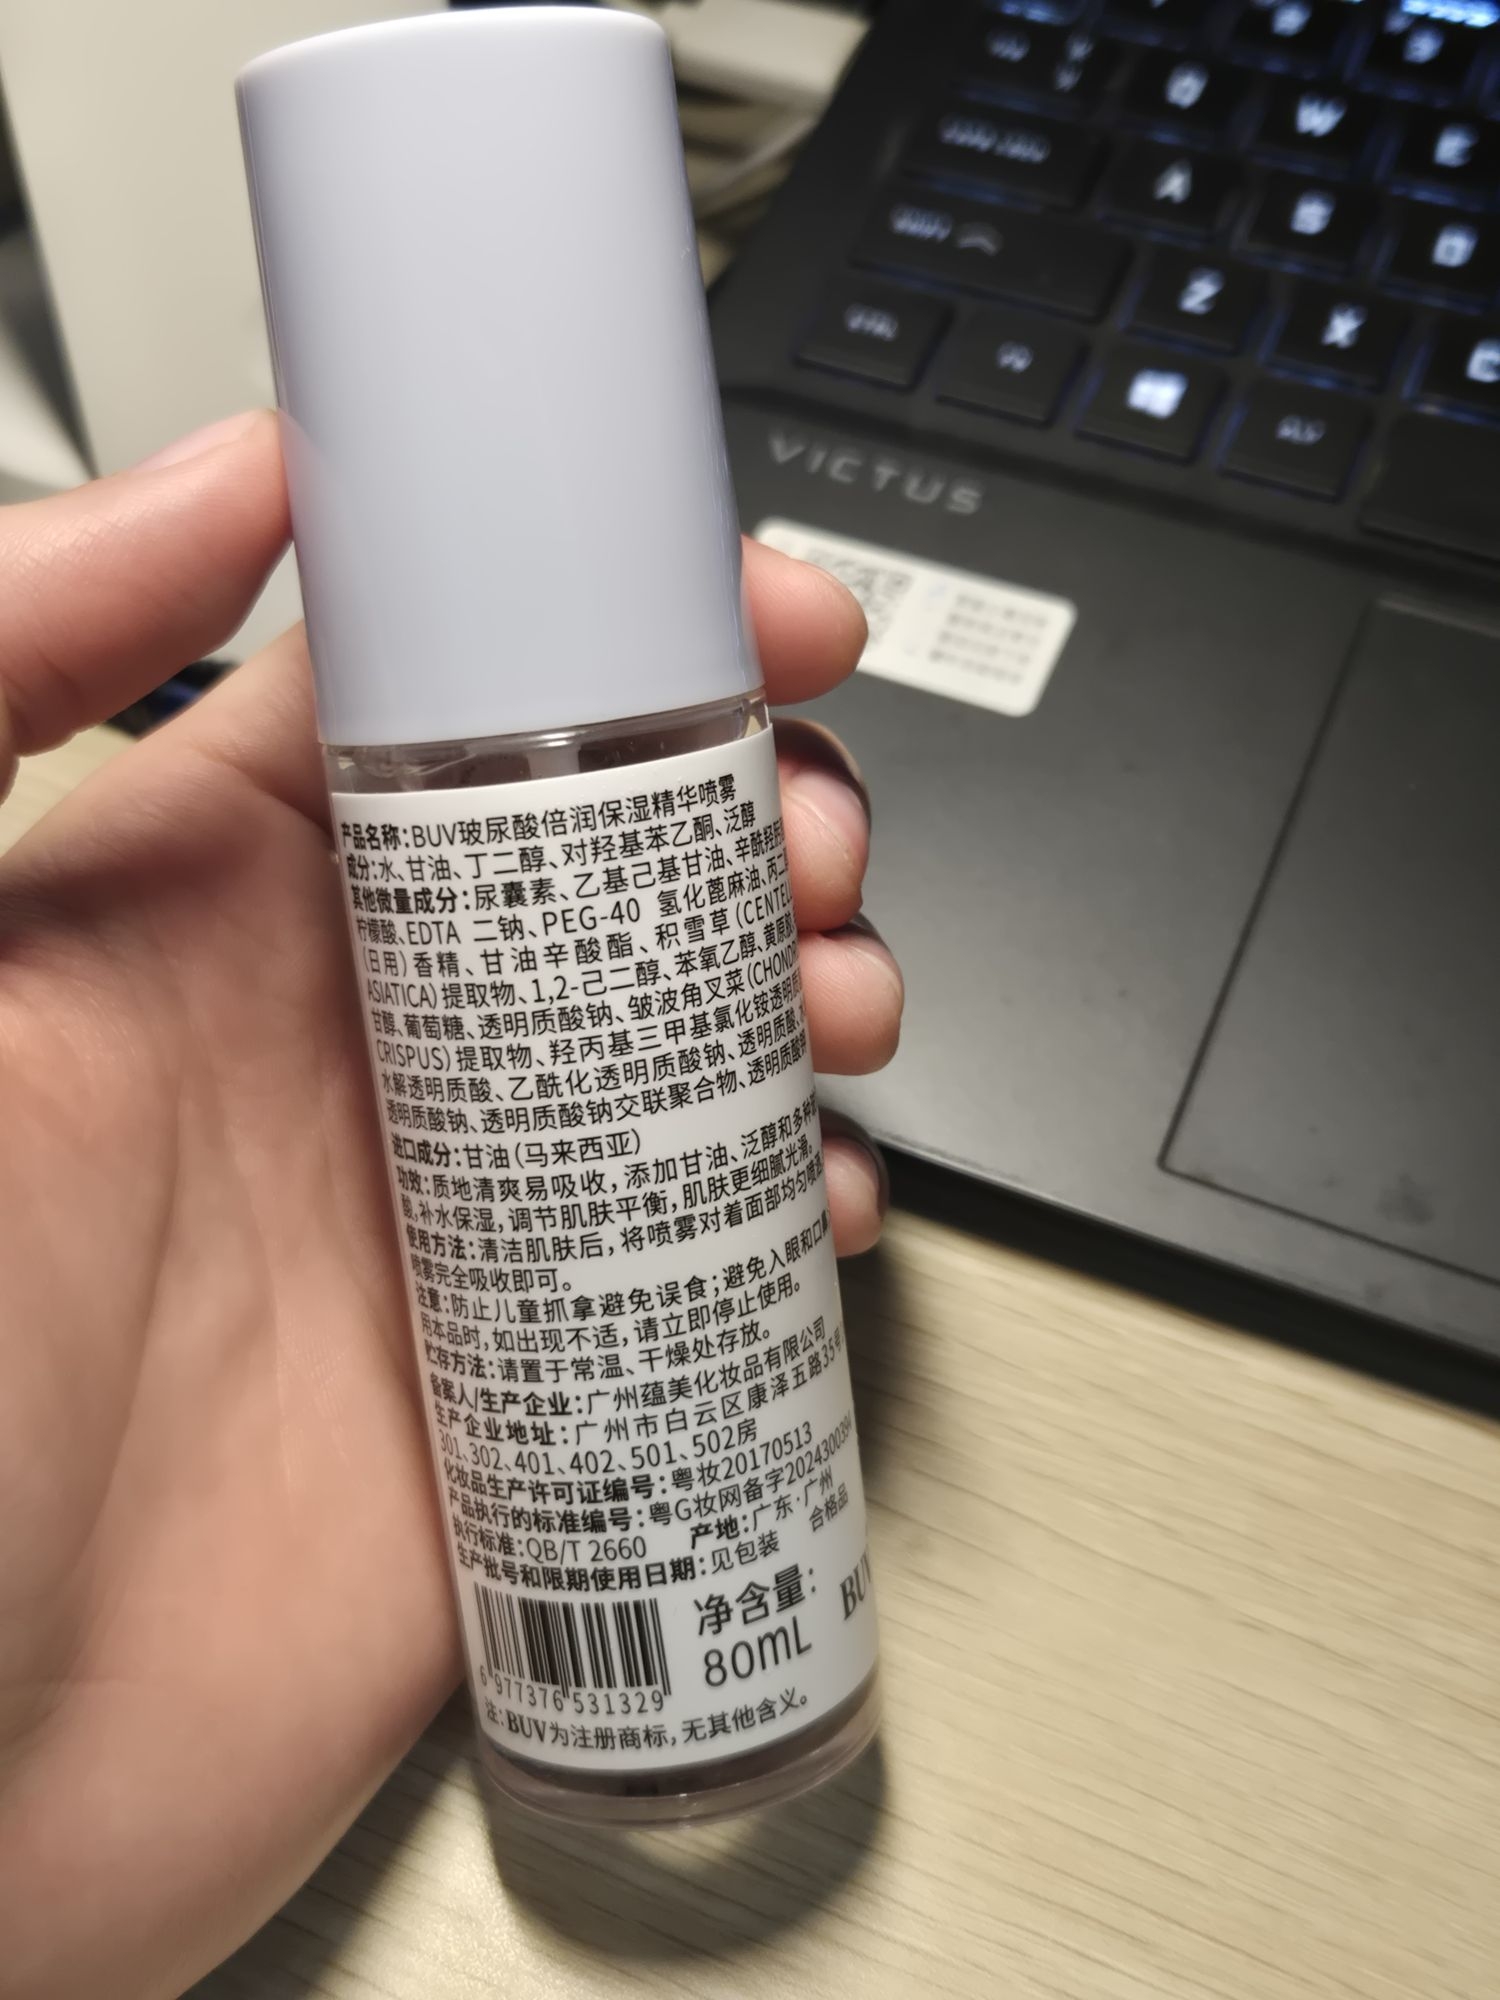 产品名称：BUV玻尿酸倍润保湿精华喷雾
成分：水、甘油、丁二醇、对羟基苯乙酮、泛醇
其他微量成分：尿囊素、乙基己基甘油、辛酰羟肟
柠檬酸、EDTA 二钠、PEG-40 氢化蓖麻油、丙二
（日用）香精、甘油辛酸酯、积雪草（CENTELL
ASIATICA）提取物、1,2-己二醇、苯氧乙醇、黄原胶、
甘醇、葡萄糖、透明质酸钠、皱波角叉菜（CHONDR
CRISPUS）提取物、羟丙基三甲基氯化铵透明质
水解透明质酸、乙酰化透明质酸钠、透明质酸、
透明质酸钠、透明质酸钠交联聚合物、透明质酸钠
进口成分：甘油（马来西亚）
功效：质地清爽易吸收，添加甘油、泛醇和多种
酸，补水保湿，调节肌肤平衡，肌肤更细腻光滑。
使用方法：清洁肌肤后，将喷雾对着面部均匀喷洒
喷雾完全吸收即可。
注意：防止儿童抓拿避免误食；避免入眼和口鼻
用本品时，如出现不适，请立即停止使用。
贮存方法：请置于常温、干燥处存放。
备案人/生产企业：广州蕴美化妆品有限公司
生产企业地址：广州市白云区康泽五路35号
301、302、401、402、501、502房
化妆品生产许可证编号：粤妆20170513
产品执行的标准编号：粤G妆网备字2024300394
执行标准：QB/T 2660 产地：广东·广州
生产批号和限期使用日期：见包装 合格品
净含量：
80mL
BUV
6 977376 531329
注：BUV为注册商标，无其他含义。
VICTUS
Q
W
E
A
S
D
Z
X
C